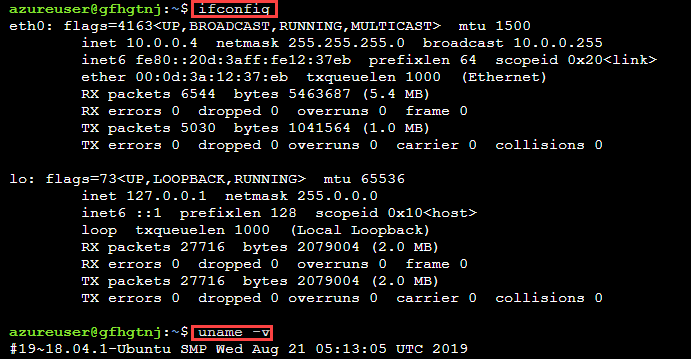 azureuser@gfhgtnj:~$ ifconfig
eth0: flags=4163<UP,BROADCAST,RUNNING,MULTICAST>  mtu 1500
        inet 10.0.0.4  netmask 255.255.255.0  broadcast 10.0.0.255
        inet6 fe80::20d:3aff:fe12:37eb  prefixlen 64  scopeid 0x20<link>
        ether 00:0d:3a:12:37:eb  txqueuelen 1000  (Ethernet)
        RX packets 6544  bytes 5463687 (5.4 MB)
        RX errors 0  dropped 0  overruns 0  frame 0
        TX packets 5030  bytes 1041564 (1.0 MB)
        TX errors 0  dropped 0 overruns 0  carrier 0  collisions 0

lo: flags=73<UP,LOOPBACK,RUNNING>  mtu 65536
        inet 127.0.0.1  netmask 255.0.0.0
        inet6 ::1  prefixlen 128  scopeid 0x10<host>
        loop  txqueuelen 1000  (Local Loopback)
        RX packets 27716  bytes 2079004 (2.0 MB)
        RX errors 0  dropped 0  overruns 0  frame 0
        TX packets 27716  bytes 2079004 (2.0 MB)
        TX errors 0  dropped 0 overruns 0  carrier 0  collisions 0

azureuser@gfhgtnj:~$ uname -v
#19~18.04.1-Ubuntu SMP Wed Aug 21 05:13:05 UTC 2019